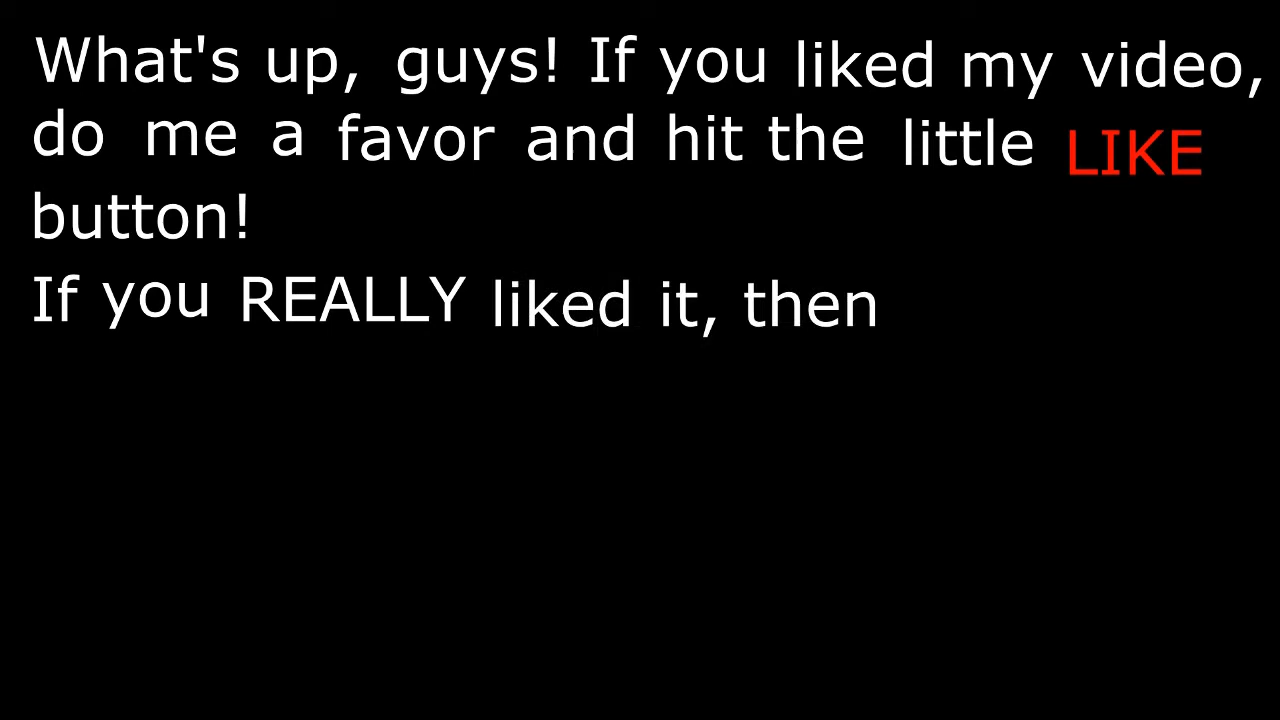 What's up, guys! If you liked my video,
do me a favor and hit the little LIKE
button!
If you REALLY liked it, then